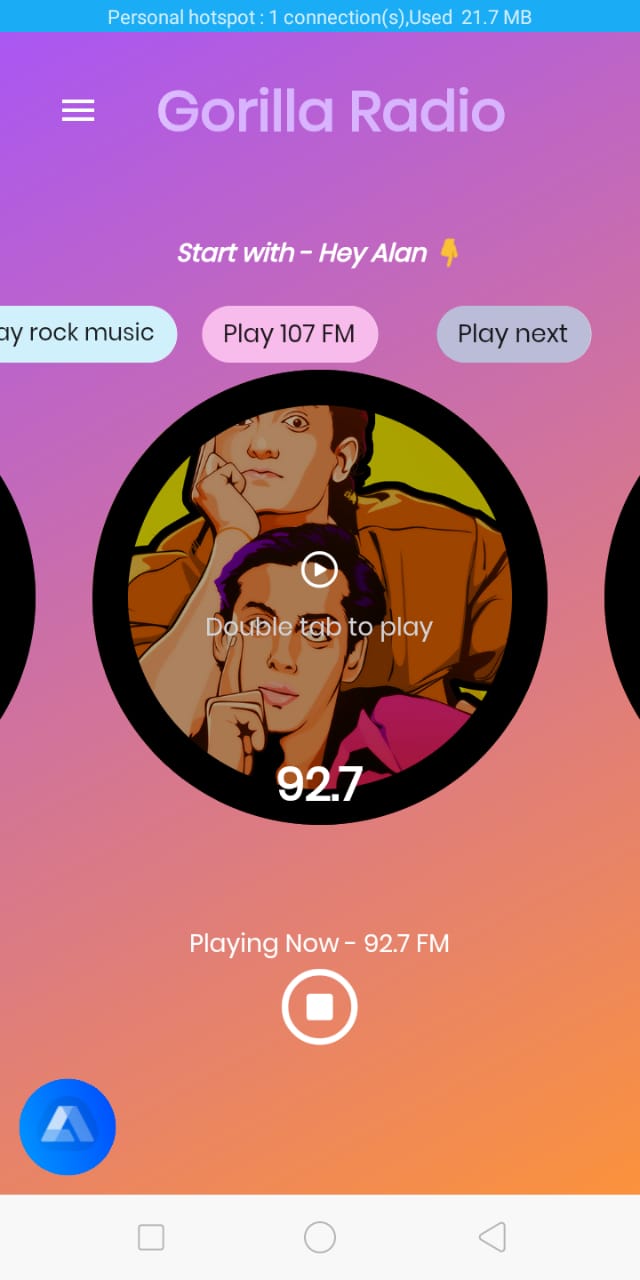 Personal hotspot : 1 connection(s),Used 21.7 MB
Gorilla Radio
Start with - Hey Alan 👇
ay rock music
Play 107 FM
Play next
Double tab to play
92.7
Playing Now - 92.7 FM